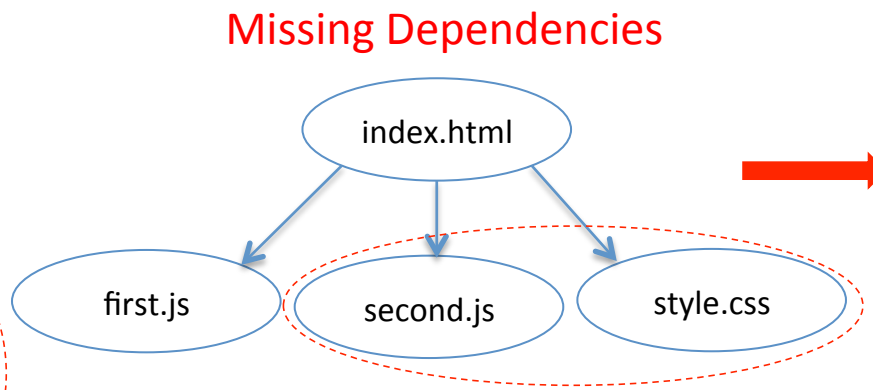 Missing Dependencies
index.html
first.js
second.js
style.css